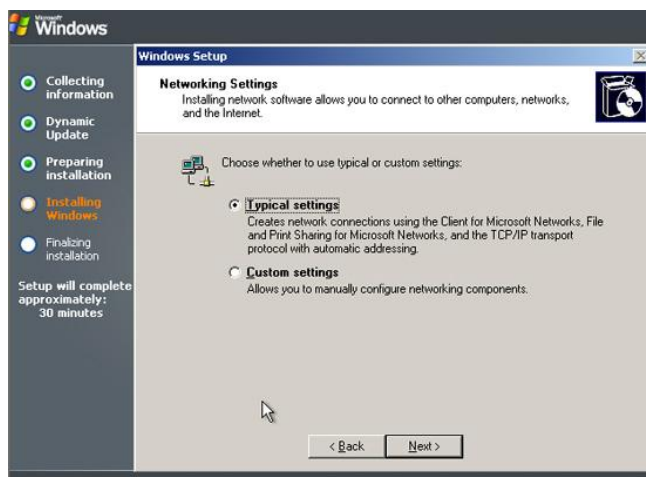 Microsoft
Windows
Collecting
information
Dynamic
Update
Preparing
installation
Installing
Windows
Finalizing
installation
Setup will complete
approximately:
30 minutes
Windows Setup
Networking Settings
Installing network software allows you to connect to other computers, networks,
and the Internet.
Choose whether to use typical or custom settings:
Typical settings
Creates network connections using the Client for Microsoft Networks, File
and Print Sharing for Microsoft Networks, and the TCP/IP transport
protocol with automatic addressing.
Custom settings
Allows you to manually configure networking components.
< Back
Next >